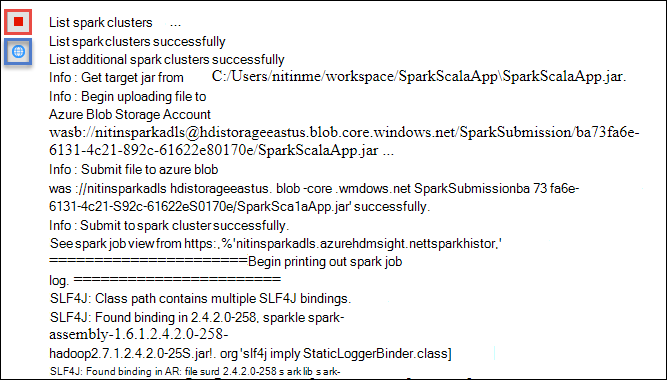 List spark clusters ...
List spark clusters successfully
List additional spark clusters successfully
Info : Get target jar from C:/Users/nitinme/workspace/SparkScalaApp\SparkScalaApp.jar.
Info : Begin uploading file to
Azure Blob Storage Account
wasb://nitinsparkadls@hdistorageeastus.blob.core.windows.net/SparkSubmission/ba73fa6e-
6131-4c21-892c-61622e80170e/SparkScalaApp.jar ...
Info : Submit file to azure blob
was ://nitinsparkadls hdistorageeastus. blob -core .wmdows.net SparkSubmissionba 73 fa6e-
6131-4c21-S92c-61622eS0170e/SparkSca1aApp.jar' successfully.
Info : Submit to spark cluster successfully.
See spark job view from https:,%'nitinsparkadls.azurehdmsight.nettsparkhistor,'
======================Begin printing out spark job
log. =======================
SLF4J: Class path contains multiple SLF4J bindings.
SLF4J: Found binding in 2.4.2.0-258, sparkle spark-
assembly-1.6.1.2.4.2.0-258-
hadoop2.7.1.2.4.2.0-25S.jar!. org 'slf4j imply StaticLoggerBinder.class]
SLF4J: Found binding in AR: file surd 2.4.2.0-258 s ark lib s ark-